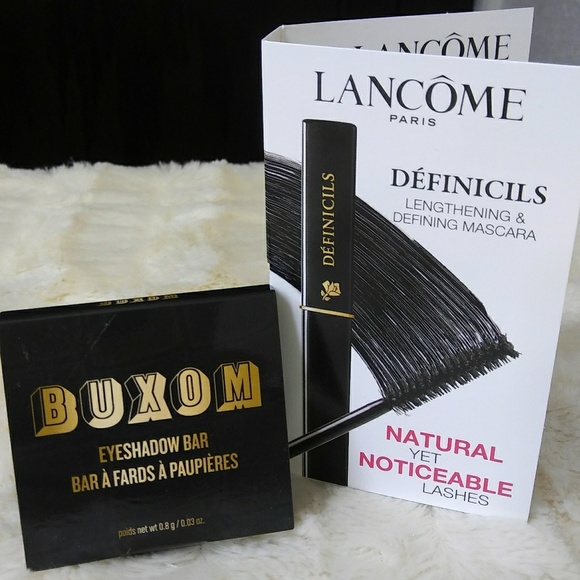 LANCÔME
LANCÔME
PARIS
DÉFINICILS
LENGTHENING &
DEFINING MASCARA
DÉFINICILS
NATURAL
YET
NOTICEABLE
LASHES
BUXOM
BUXOM
EYESHADOW BAR
BAR À FARDS À PAUPIÈRES
poids net wt 0.8 g / 0.03 oz.